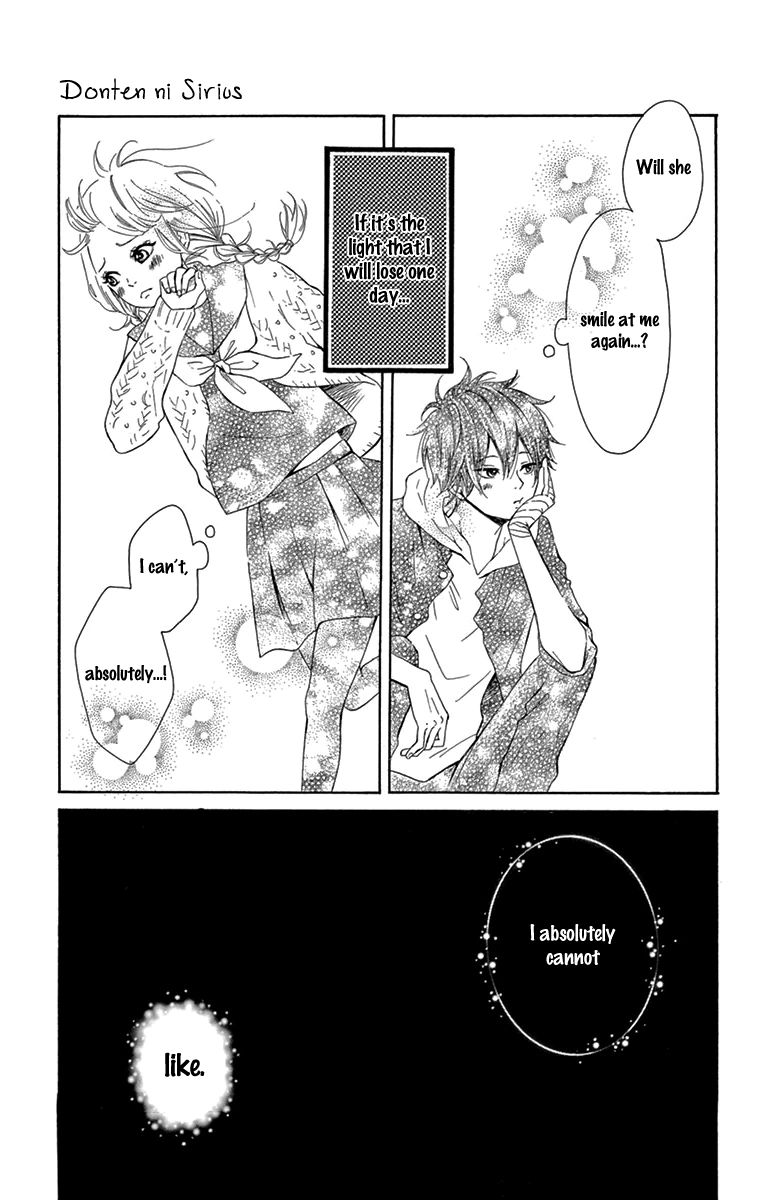 Donten ni Sirius
Will she
smile at me
again...?
If it's the
light that I
will lose one
day...
I can't,
absolutely...!
I absolutely
cannot
like.